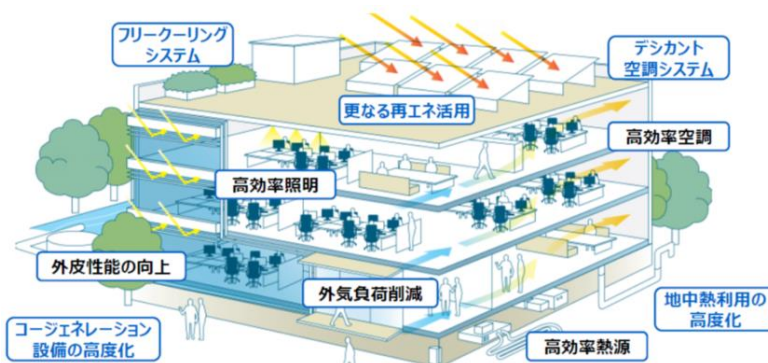 フリークーリング
システム
デシカント
空調システム
更なる再エネ活用
高効率空調
高効率照明
外皮性能の向上
外気負荷削減
地中熱利用の
高度化
コージェネレーション
設備の高度化
高効率熱源